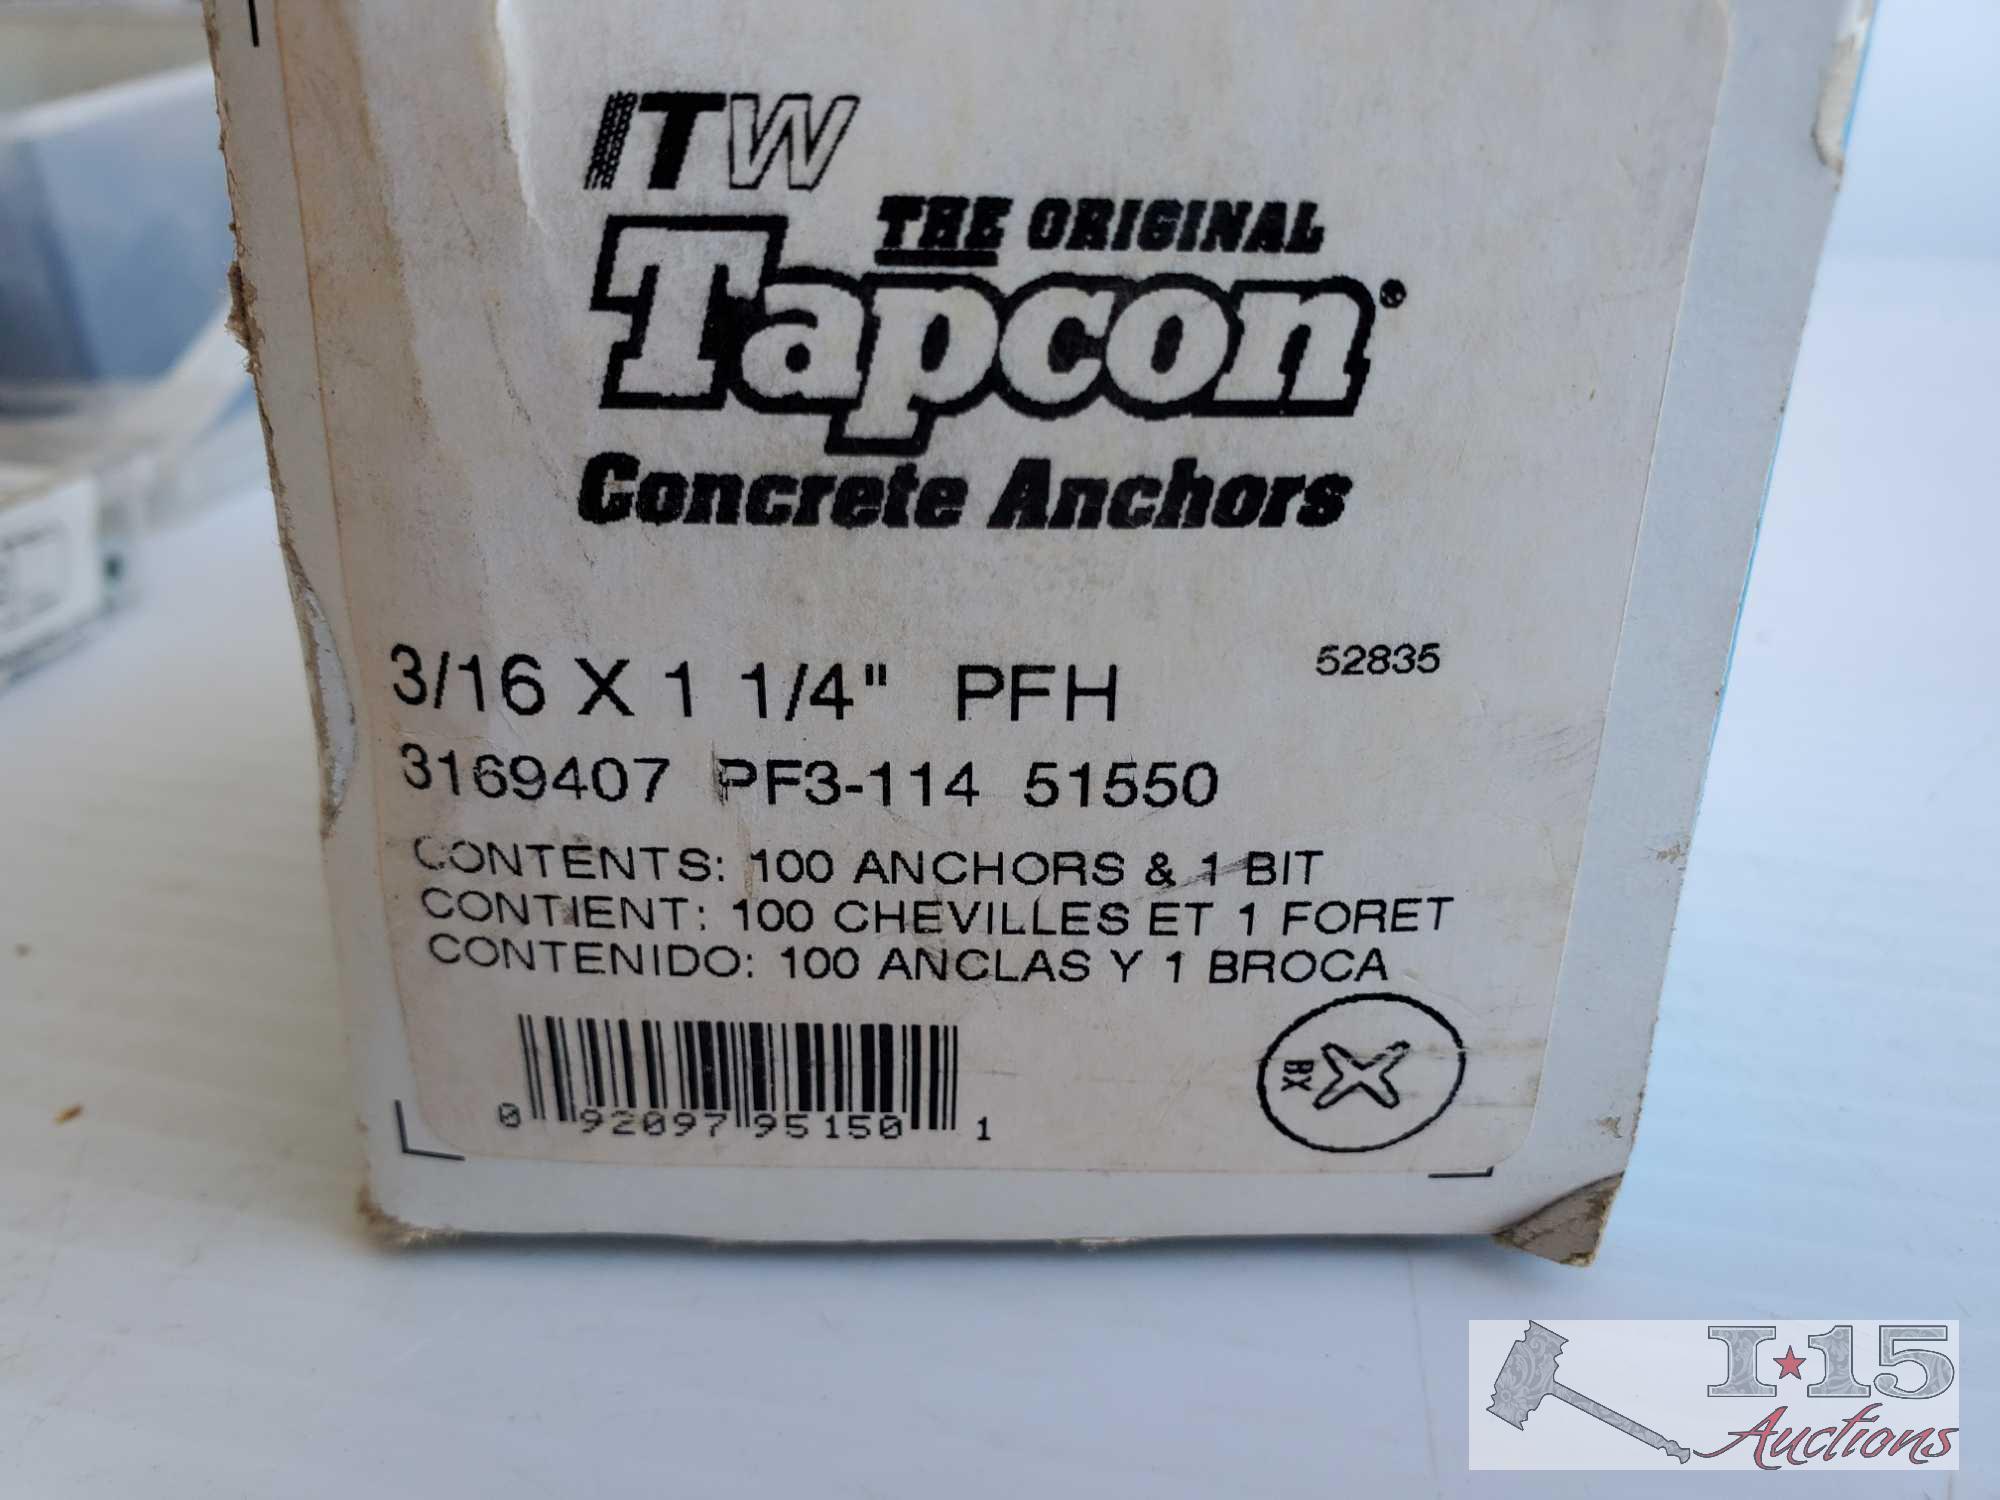 ITW
THE ORIGINAL
Tapcon®
Concrete Anchors
3/16 X 1 1/4" PFH
52835
3169407 PF3-114 51550
CONTENTS: 100 ANCHORS & 1 BIT
CONTIENT: 100 CHEVILLES ET 1 FORET
CONTENIDO: 100 ANCLAS Y 1 BROCA
BX
0 92097 95150 1
I★15
Auctions